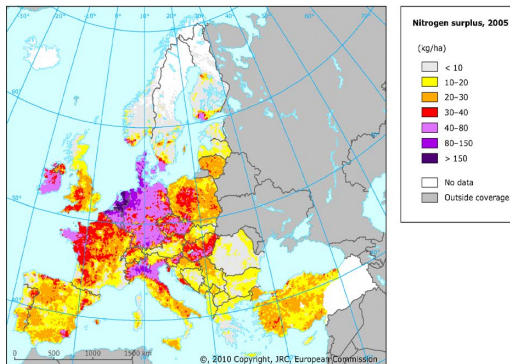 Nitrogen surplus, 2005
(kg/ha)
< 10
10–20
20–30
30–40
40–80
80–150
> 150
No data
Outside coverage
0 500 1000 1500 km
©, 2010 Copyright, JRC, European Commission